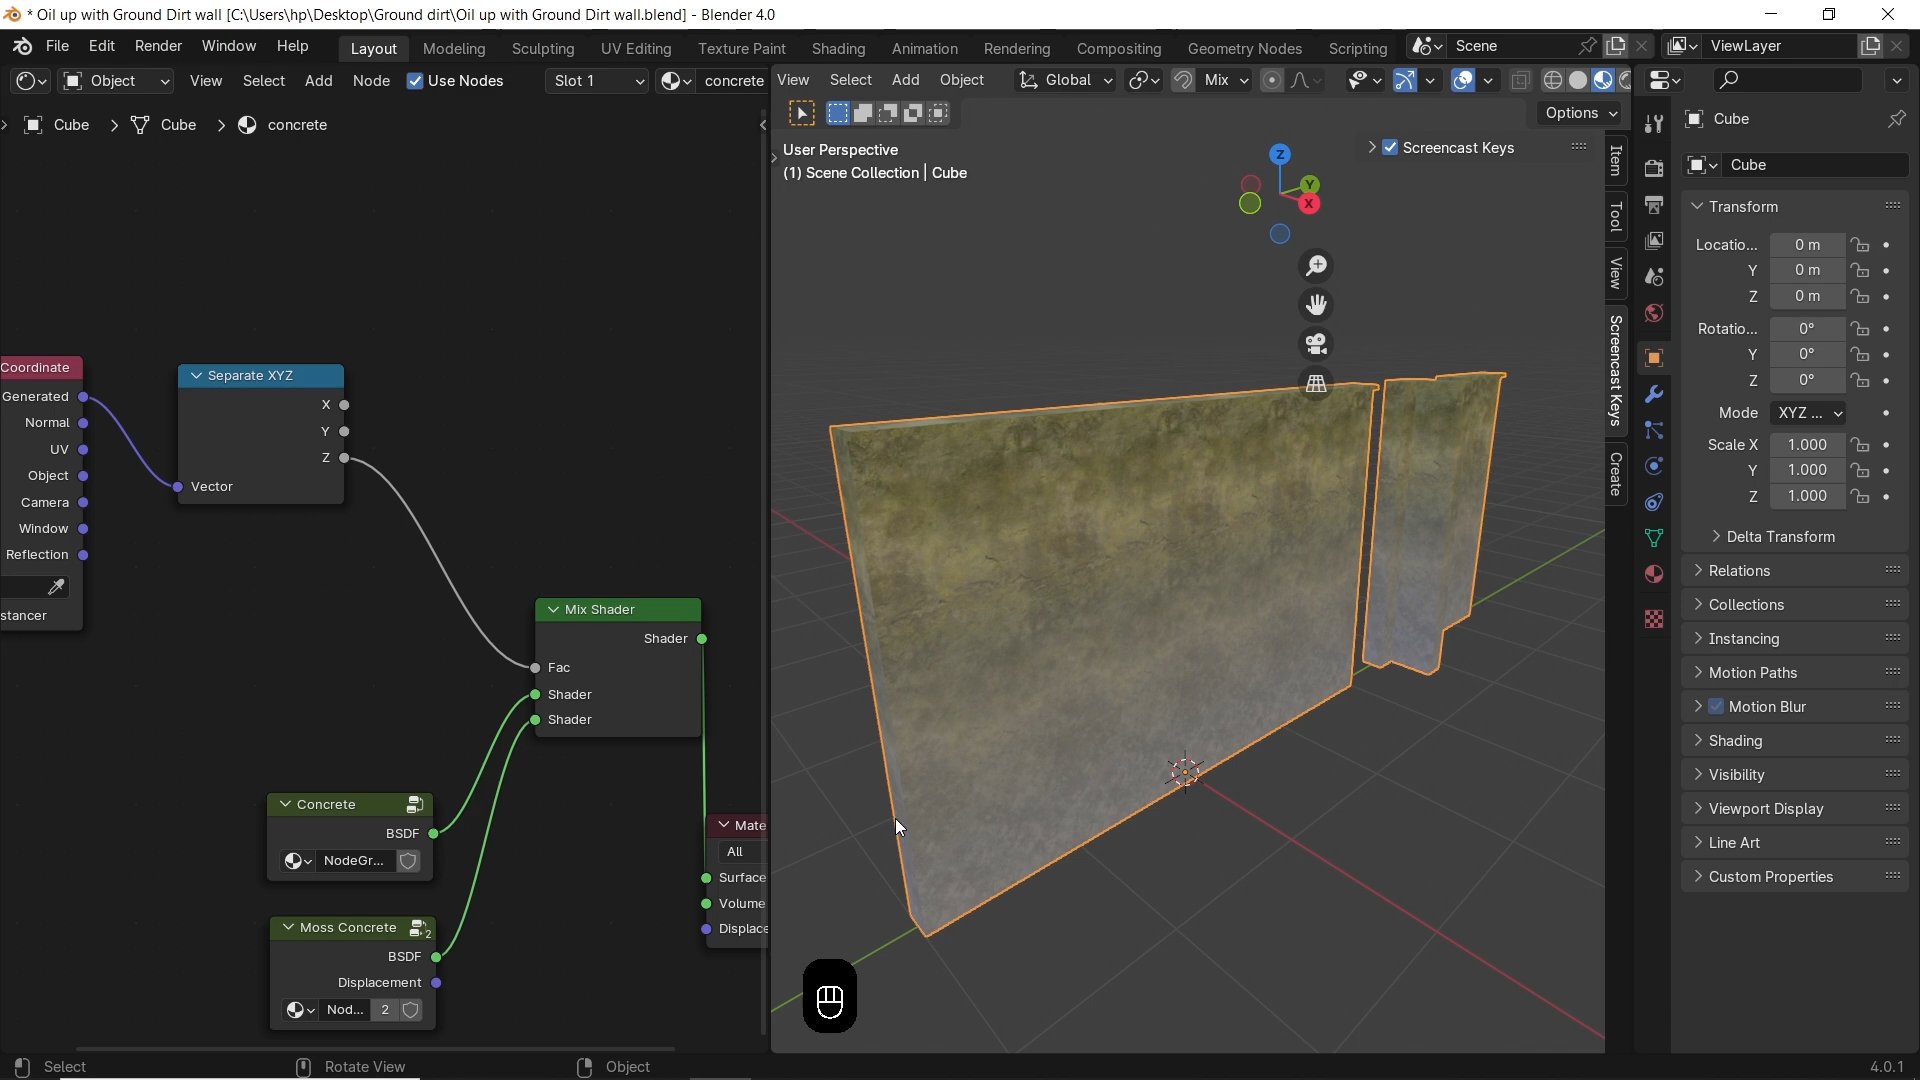 * Oil up with Ground Dirt wall [C:\Users\hp\Desktop\Ground dirt\Oil up with Ground Dirt wall.blend] - Blender 4.0
File Edit Render Window Help Layout Modeling Sculpting UV Editing Texture Paint Shading Animation Rendering Compositing Geometry Nodes Scripting Scene ViewLayer
Object View Select Add Node Use Nodes Slot 1 concrete
View Select Add Object Global Mix
Options
Cube Cube concrete
User Perspective
(1) Scene Collection | Cube
Screencast Keys
Z
Y
X
Item
Tool
View
Screencast Keys
Create
Coordinate
Generated
Normal
UV
Object
Camera
Window
Reflection
stancer
Separate XYZ
X
Y
Z
Vector
Mix Shader
Shader
Fac
Shader
Shader
Concrete
BSDF
NodeGr...
Moss Concrete
2
BSDF
Displacement
Nod... 2
Mate
All
Surface
Volume
Displace
Cube
Cube
Transform
Locatio... 0 m
Y 0 m
Z 0 m
Rotatio... 0°
Y 0°
Z 0°
Mode XYZ ...
Scale X 1.000
Y 1.000
Z 1.000
Delta Transform
Relations
Collections
Instancing
Motion Paths
Motion Blur
Shading
Visibility
Viewport Display
Line Art
Custom Properties
Select Rotate View Object 4.0.1